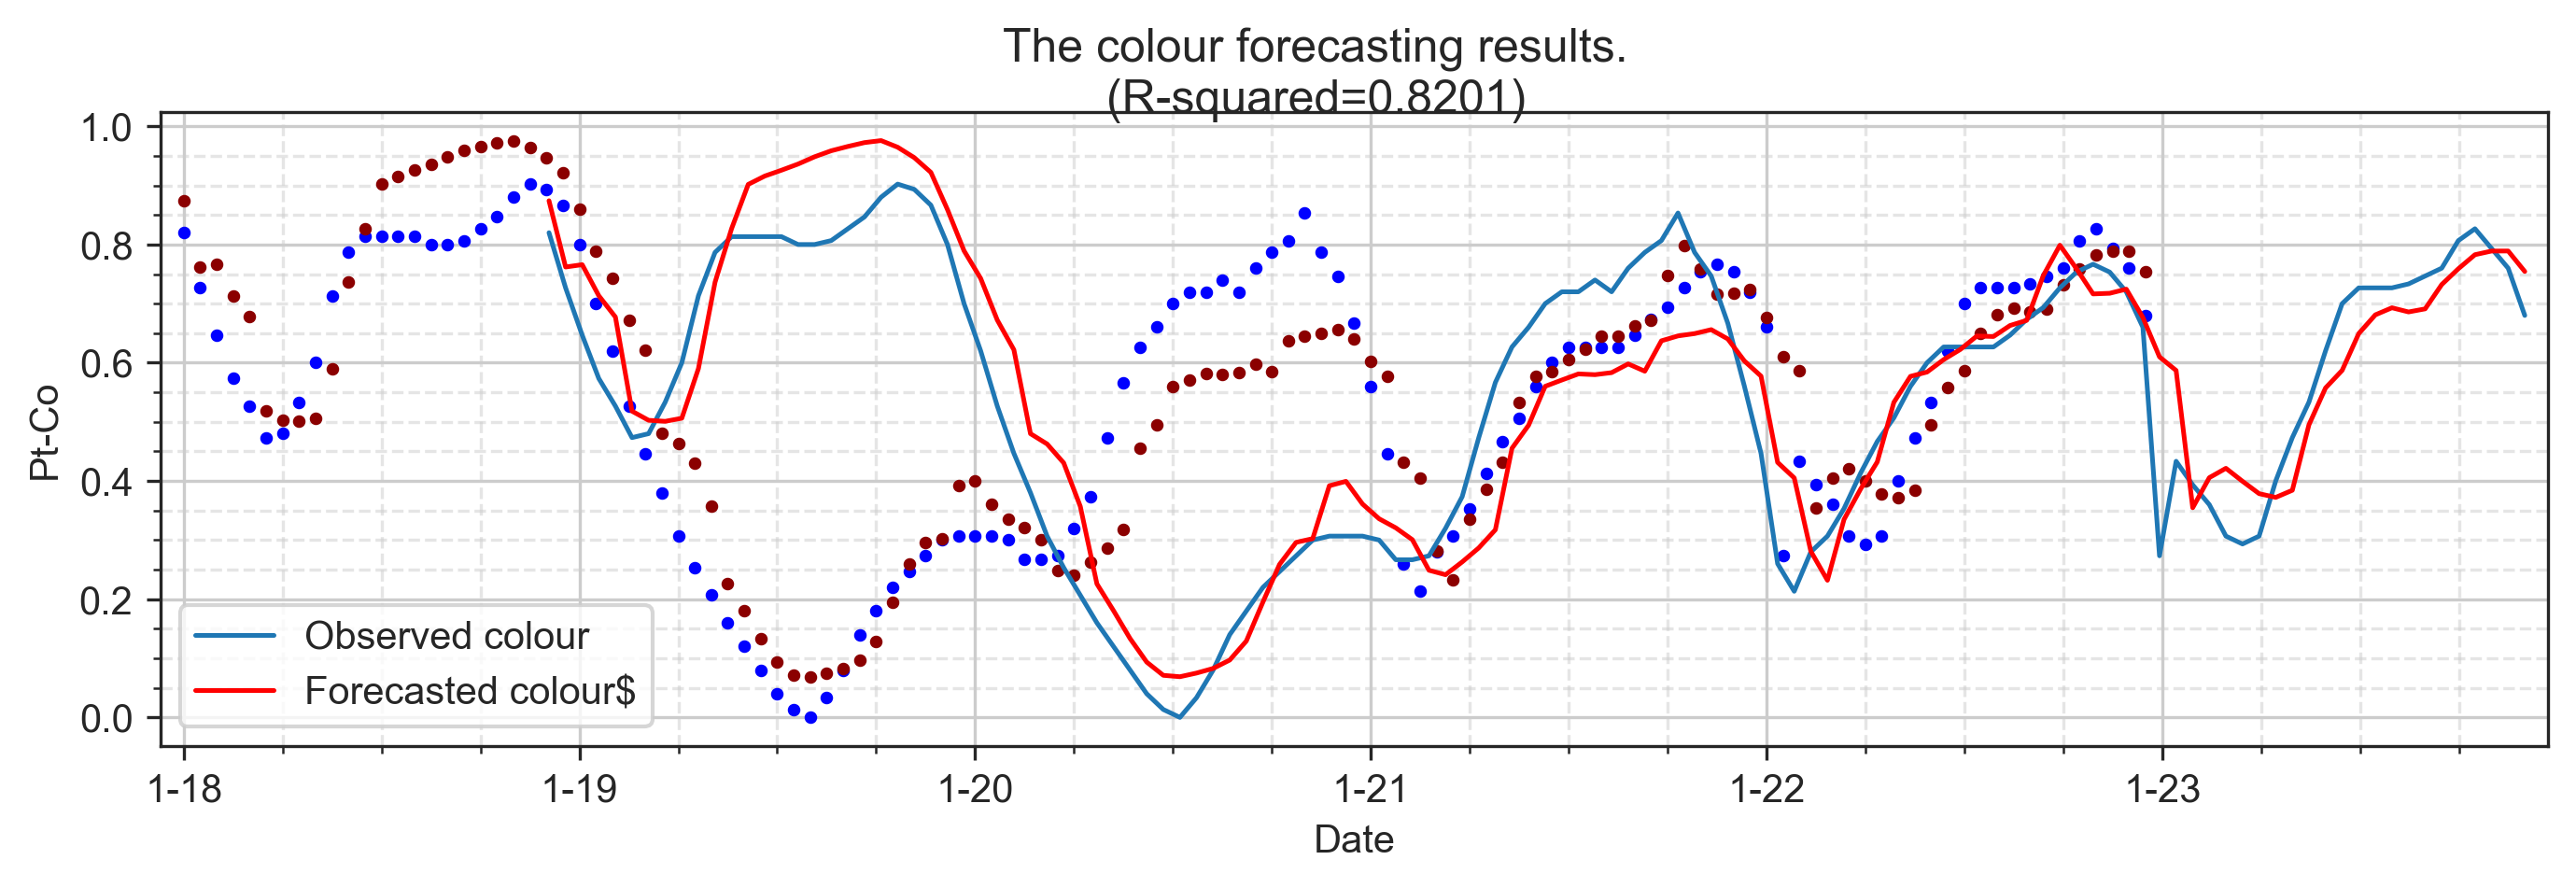 The colour forecasting results.
(R-squared=0.8201)
1.0
0.8
0.6
0.4
0.2
0.0
Pt-Co
Observed colour
Forecasted colour$
1-18
1-19
1-20
1-21
1-22
1-23
Date